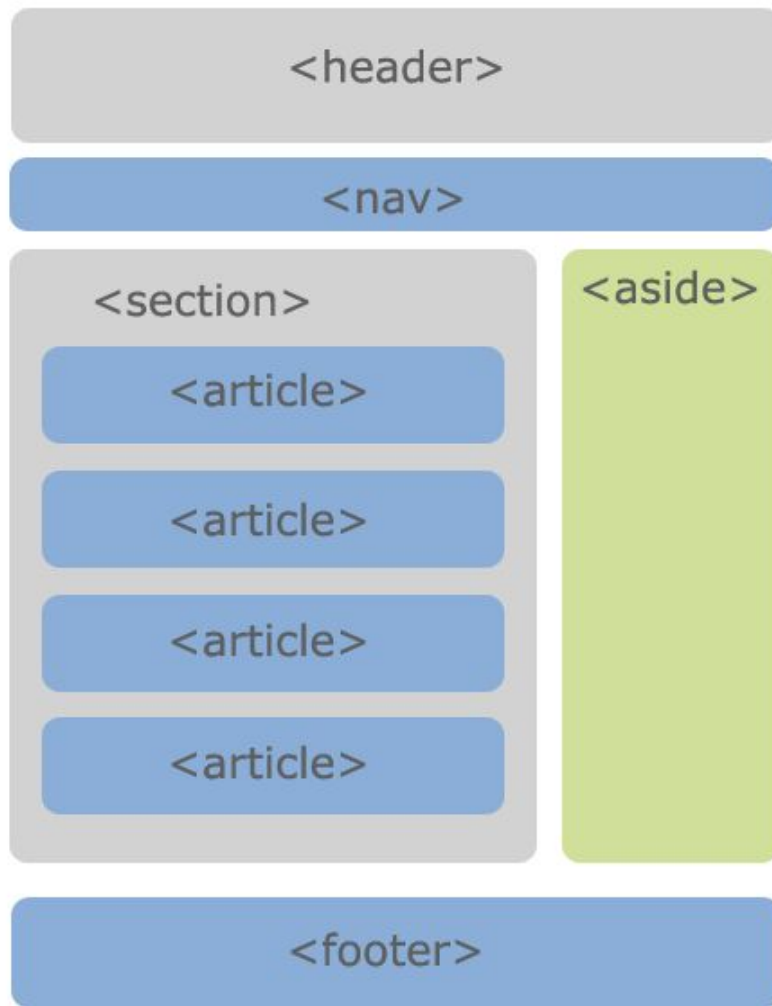 <header>
<nav>
<section>
<aside>
<article>
<article>
<article>
<article>
<footer>